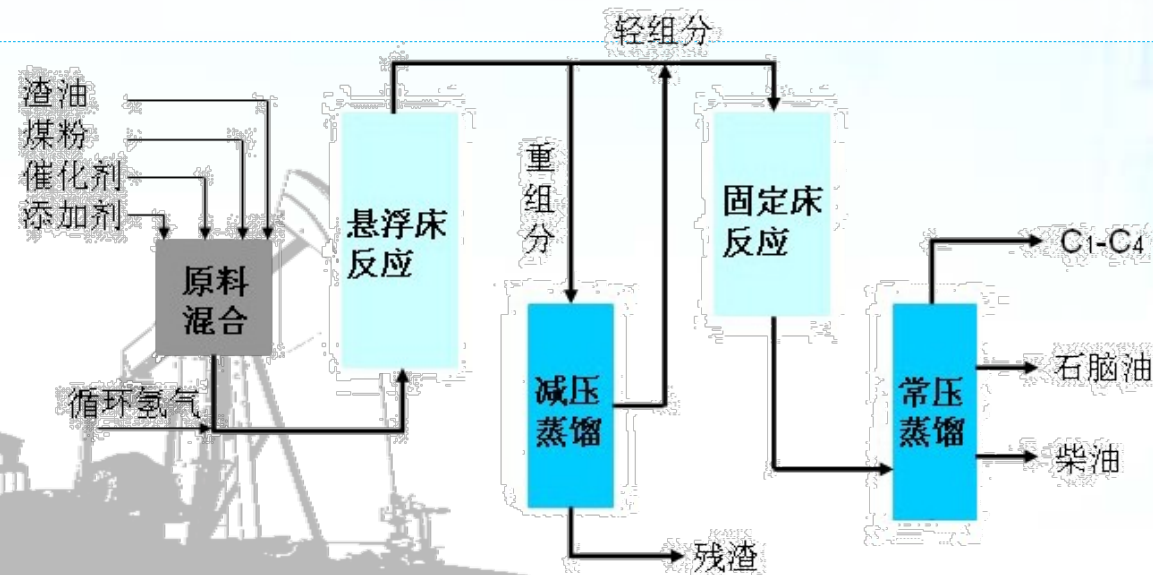 轻组分
渣油
煤粉
催化剂
添加剂
原料
混合
循环氢气
悬浮床
反应
重
组
分
减压
蒸馏
残渣
固定床
反应
常压
蒸馏
C1-C4
石脑油
柴油